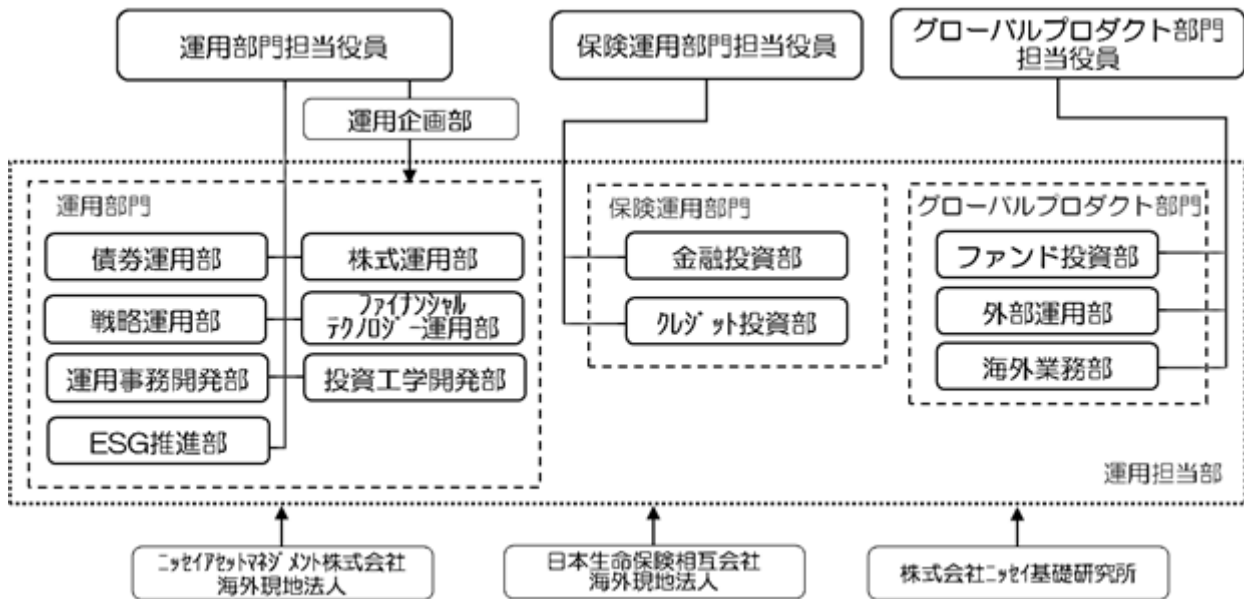 運用部門担当役員
保険運用部門担当役員
グローバルプロダクト部門
担当役員
運用企画部
運用部門
債券運用部
株式運用部
戦略運用部
ファイナンシャル
テクノロジー運用部
運用事務開発部
投資工学開発部
ESG推進部
保険運用部門
金融投資部
クレジット投資部
グローバルプロダクト部門
ファンド投資部
外部運用部
海外業務部
運用担当部
ニッセイアセットマネジメント株式会社
海外現地法人
日本生命保険相互会社
海外現地法人
株式会社ニッセイ基礎研究所